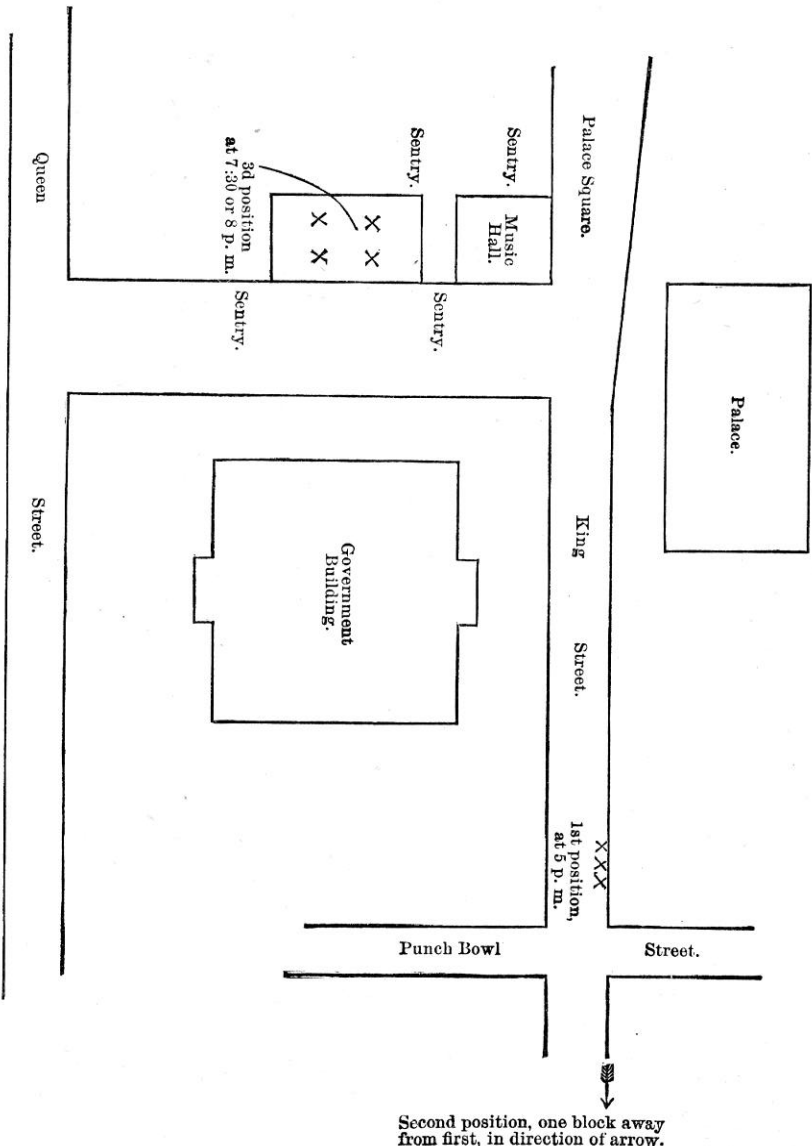 Palace Square.
Sentry.
Sentry.
Music
Hall.
3d position
at 7:30 or 8 p. m.
Sentry.
Sentry.
Queen
Street.
Palace.
King
Street.
Government
Building.
1st position,
at 5 p. m.
Punch Bowl
Street.
Second position, one block away
from first, in direction of arrow.